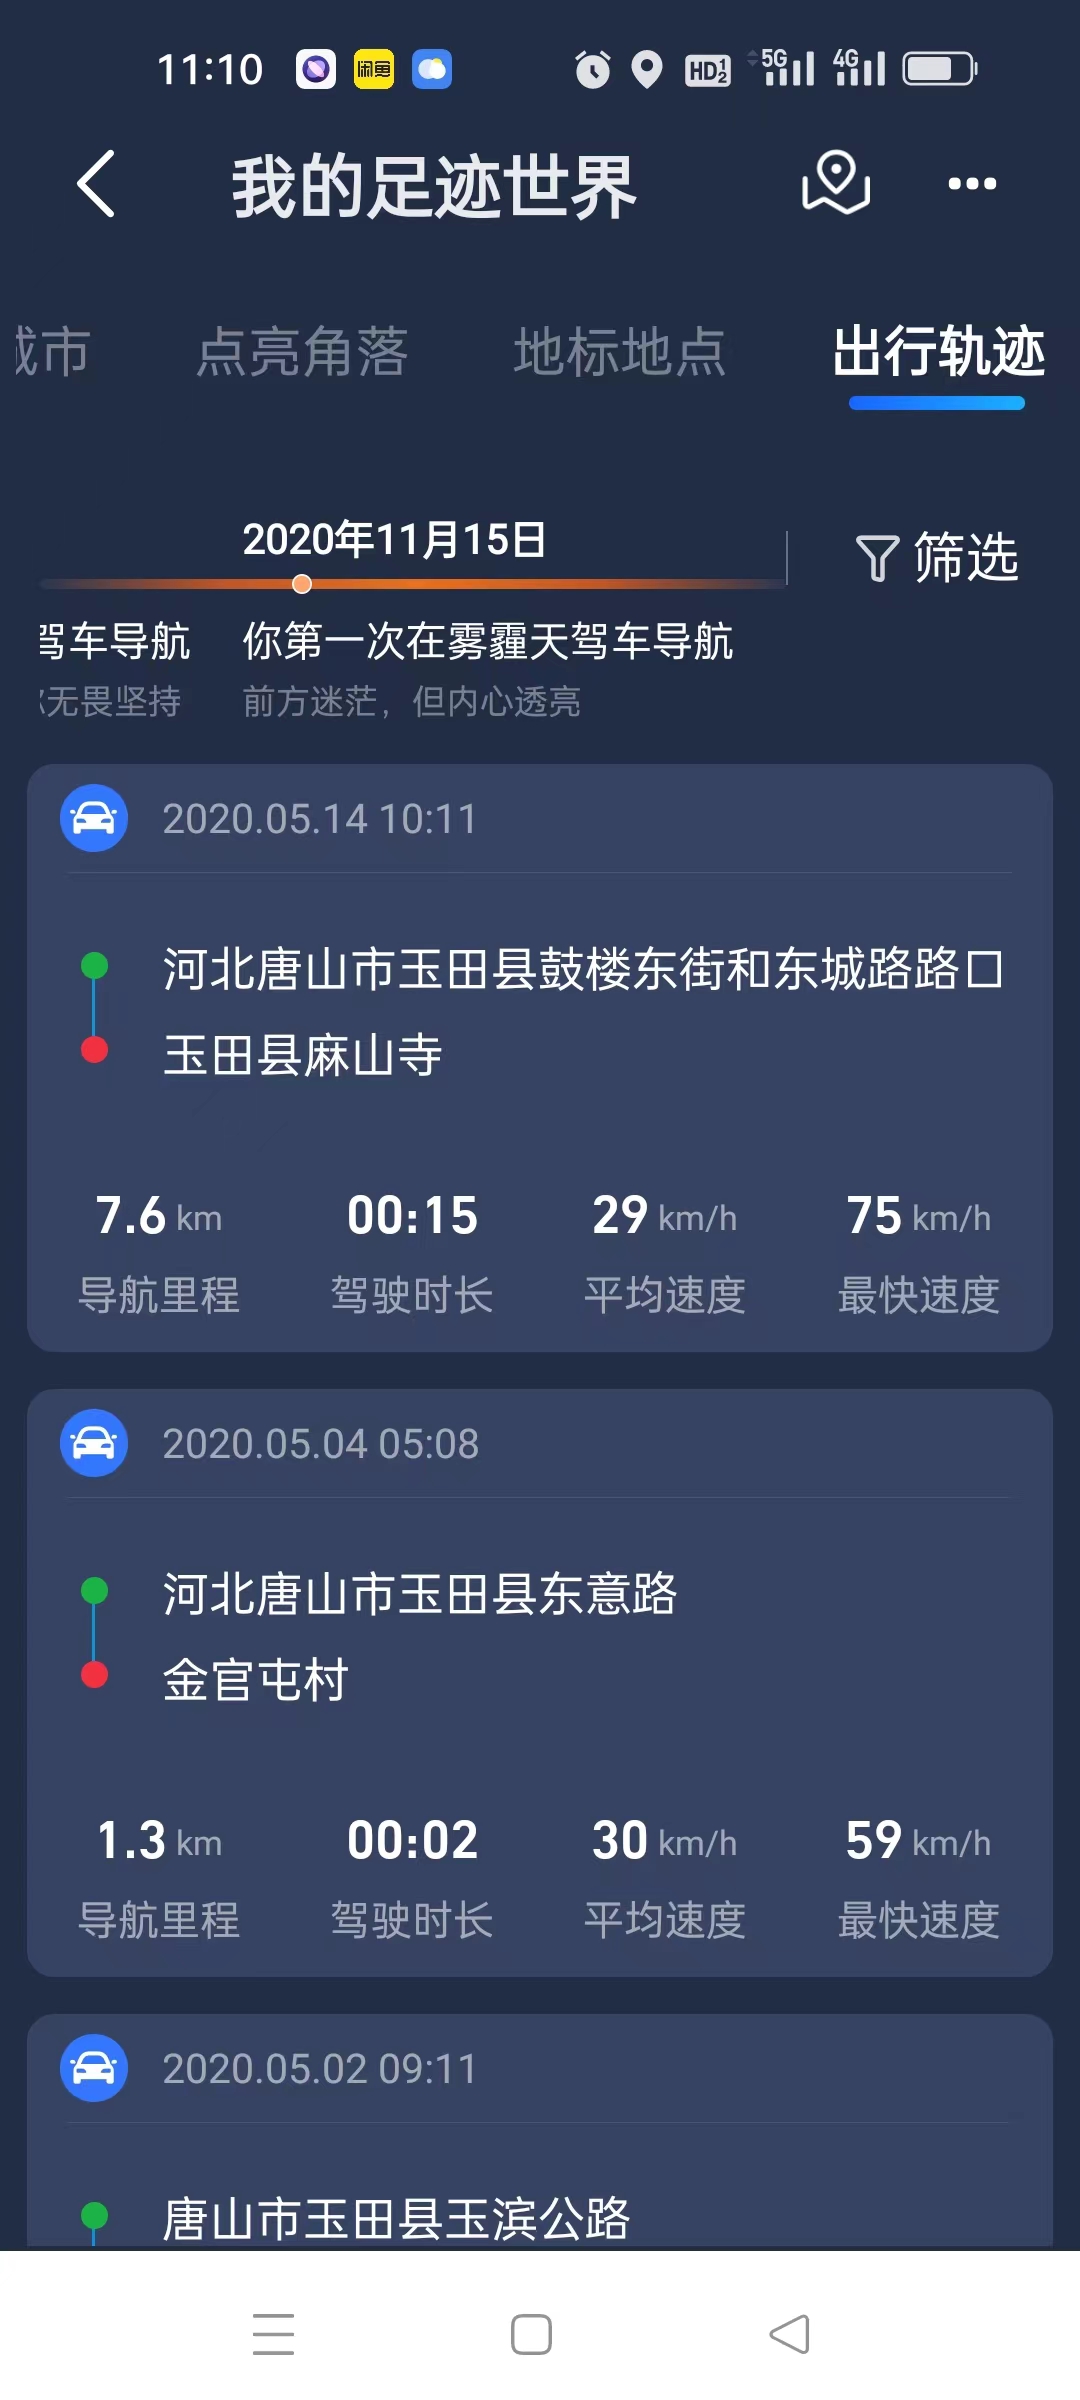 11:10 闲鱼 HD 1 2 5G 4G
我的足迹世界
城市 点亮角落 地标地点 出行轨迹
2020年11月15日
筛选
驾车导航 你第一次在雾霾天驾车导航
无畏坚持 前方迷茫，但内心透亮
2020.05.14 10:11
河北唐山市玉田县鼓楼东街和东城路路口
玉田县麻山寺
7.6 km 00:15 29 km/h 75 km/h
导航里程 驾驶时长 平均速度 最快速度
2020.05.04 05:08
河北唐山市玉田县东意路
金官屯村
1.3 km 00:02 30 km/h 59 km/h
导航里程 驾驶时长 平均速度 最快速度
2020.05.02 09:11
唐山市玉田县玉滨公路